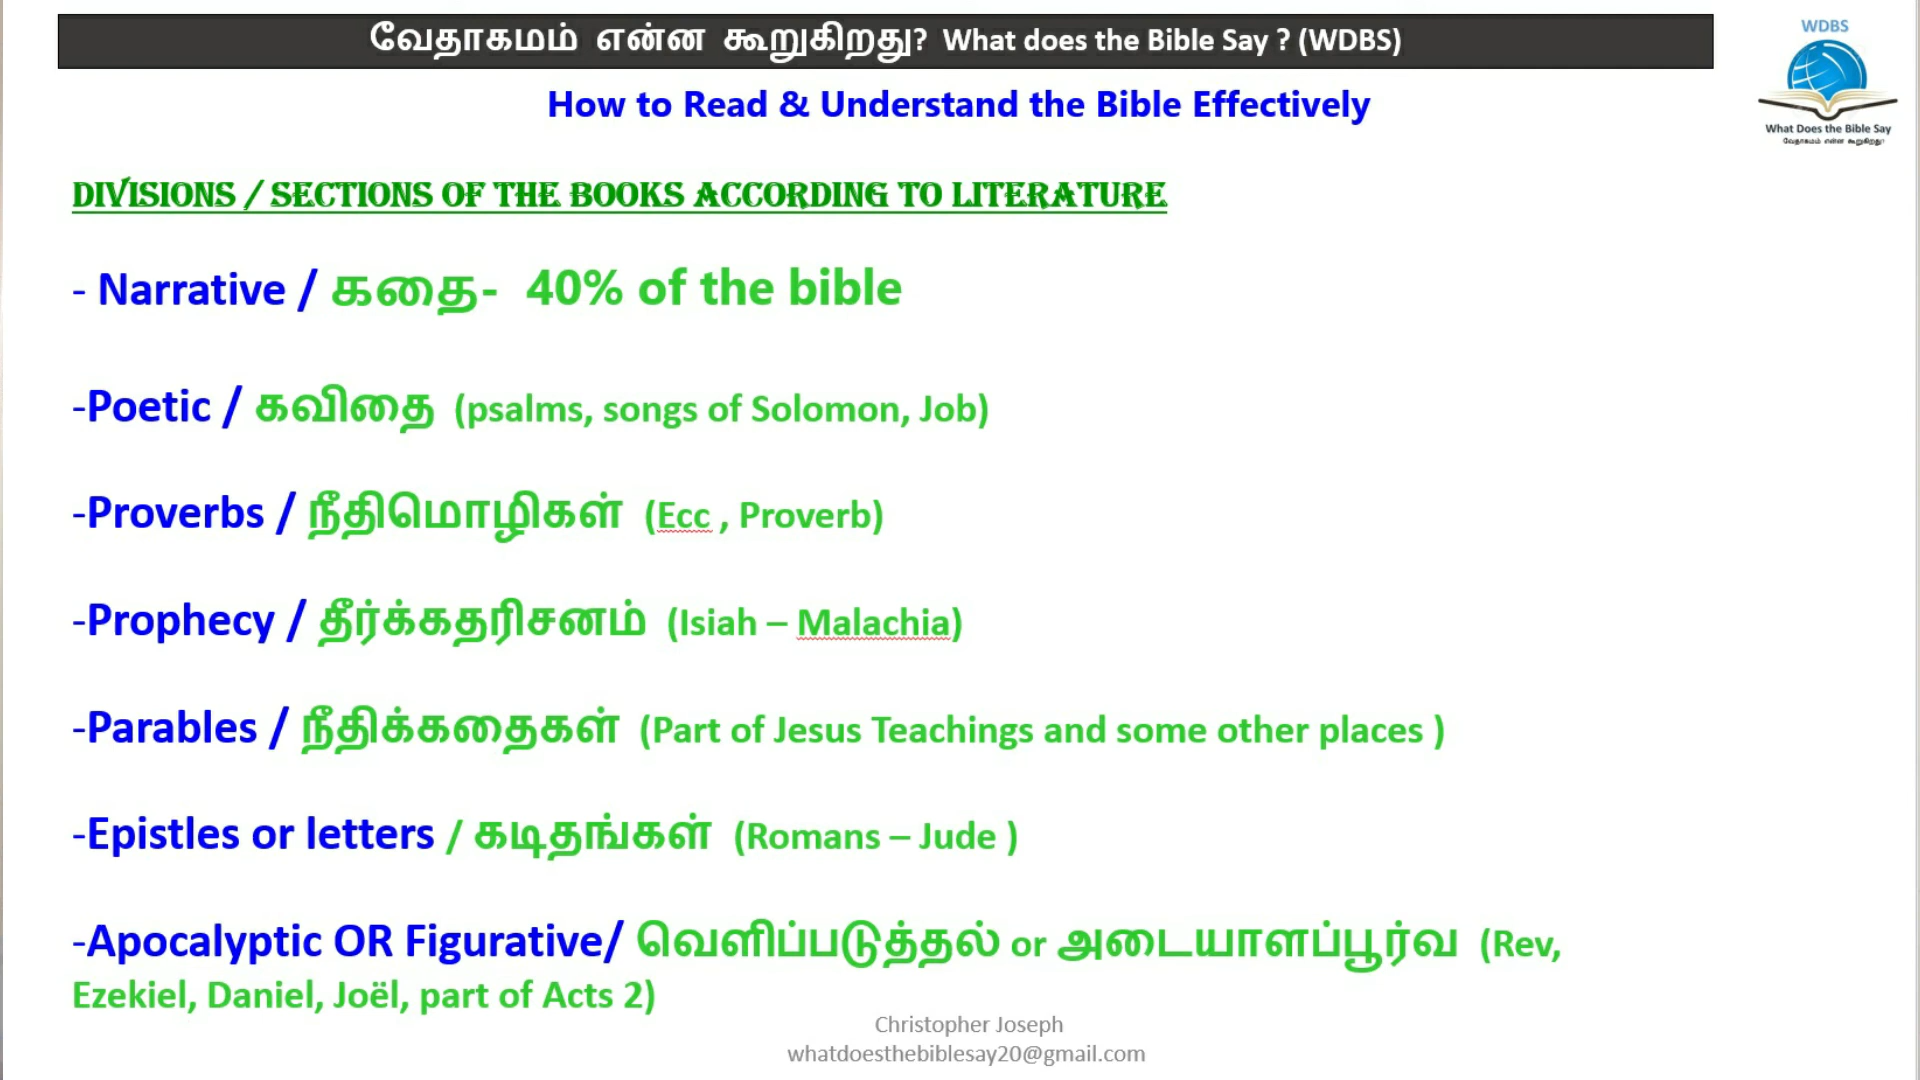 வேதாகமம் என்ன கூறுகிறது? What does the Bible Say ? (WDBS)
WDBS
What Does the Bible Say
வேதாகமம் என்ன கூறுகிறது?
How to Read & Understand the Bible Effectively
DIVISIONS / SECTIONS OF THE BOOKS ACCORDING TO LITERATURE
- Narrative / கதை- 40% of the bible
-Poetic / கவிதை (psalms, songs of Solomon, Job)
-Proverbs / நீதிமொழிகள் (Ecc , Proverb)
-Prophecy / தீர்க்கதரிசனம் (Isiah – Malachia)
-Parables / நீதிக்கதைகள் (Part of Jesus Teachings and some other places )
-Epistles or letters / கடிதங்கள் (Romans – Jude )
-Apocalyptic OR Figurative/ வெளிப்படுத்தல் or அடையாளப்பூர்வ (Rev,
Ezekiel, Daniel, Joël, part of Acts 2)
Christopher Joseph
whatdoesthebiblesay20@gmail.com